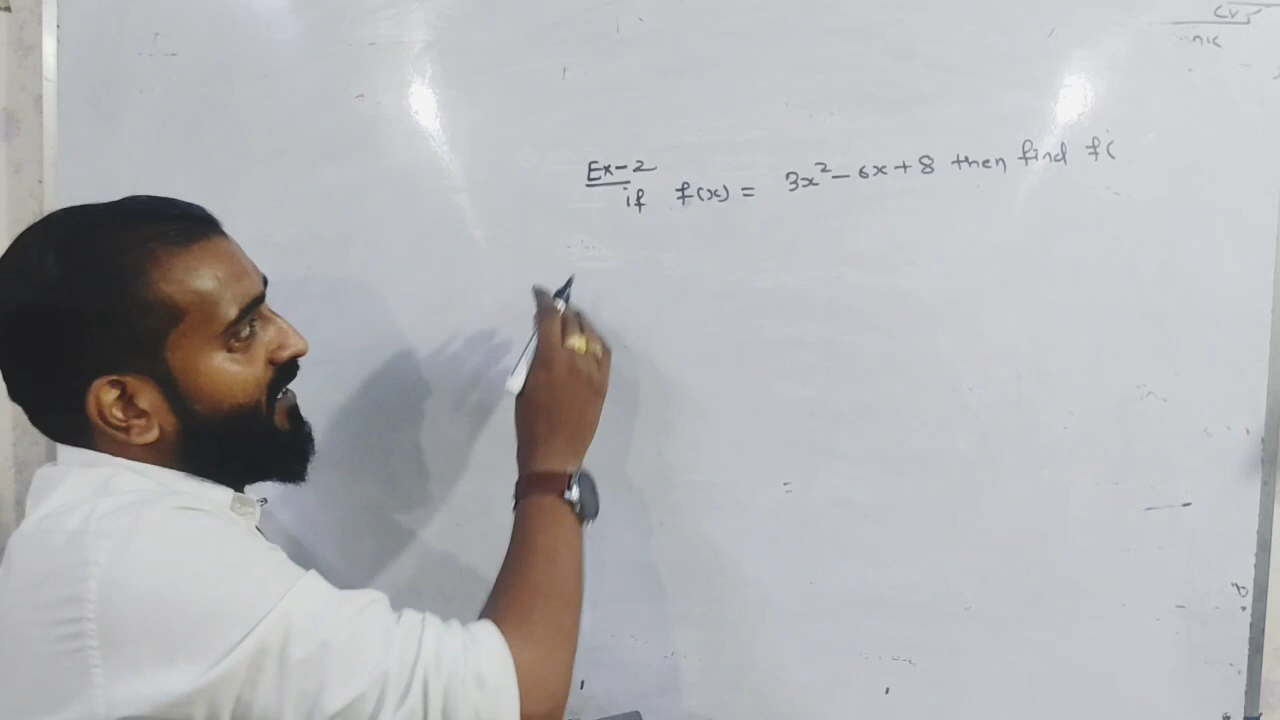 Ex-2
if f(x) = 3x² - 6x + 8 then find f(